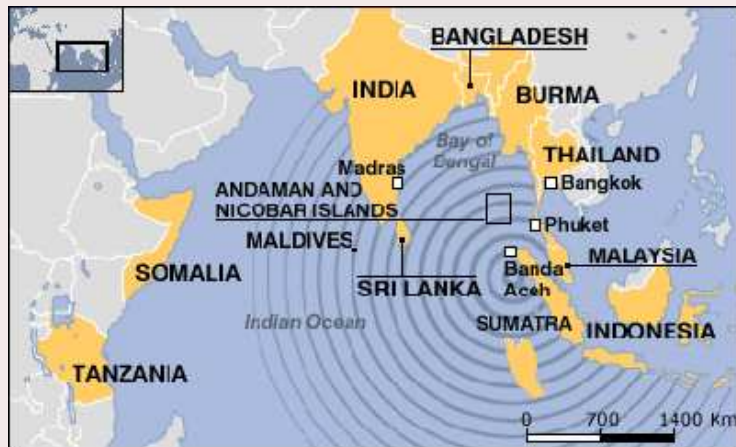 BANGLADESH
INDIA
BURMA
Bay of
Bengal
THAILAND
Madras
Bangkok
ANDAMAN AND
NICOBAR ISLANDS
Phuket
MALDIVES
MALAYSIA
SOMALIA
SRI LANKA
Banda
Aceh
Indian Ocean
SUMATRA
INDONESIA
TANZANIA
0 700 1400 Km